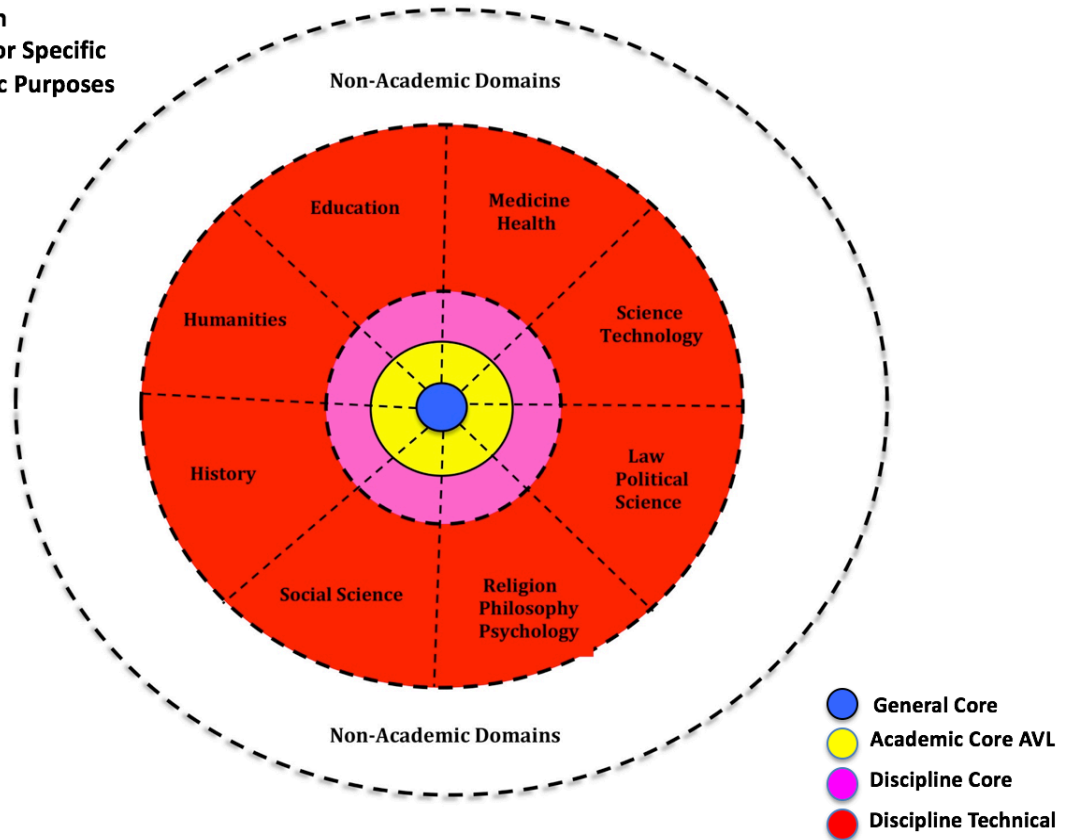 or Specific
Purposes
Non-Academic Domains
Education
Medicine
Health
Humanities
Science
Technology
History
Law
Political
Science
Social Science
Religion
Philosophy
Psychology
Non-Academic Domains
General Core
Academic Core AVL
Discipline Core
Discipline Technical